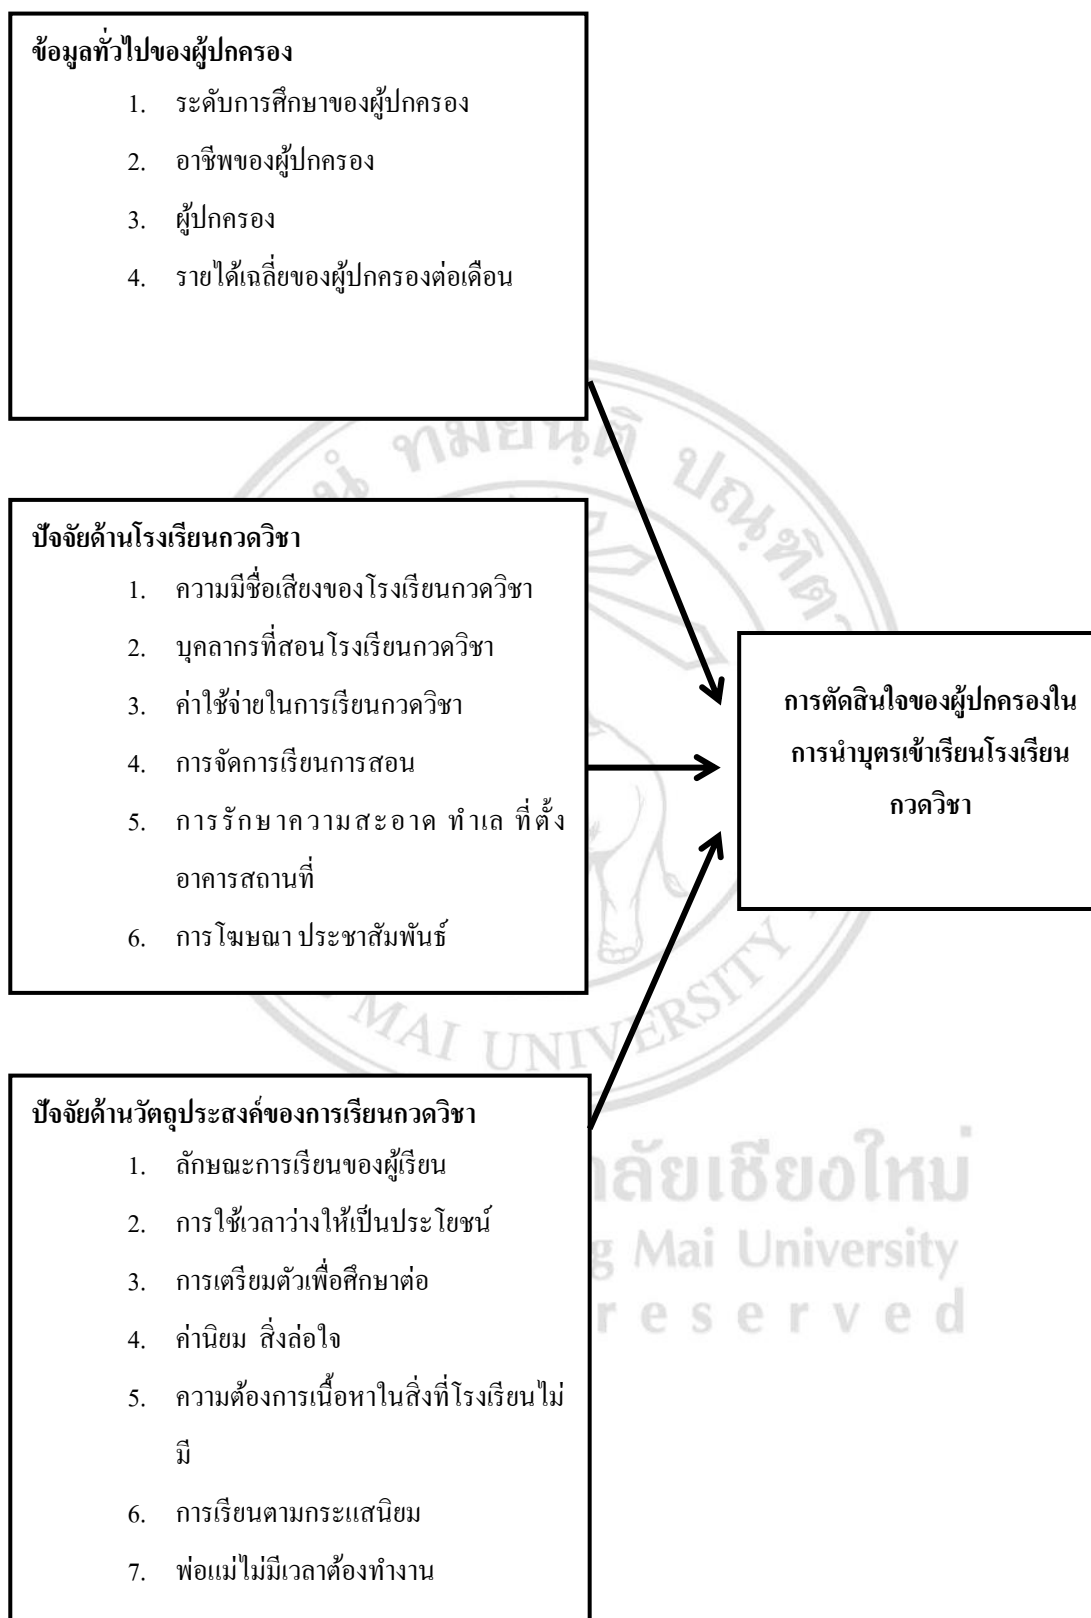 ข้อมูลทั่วไปของผู้ปกครอง
1. ระดับการศึกษาของผู้ปกครอง
2. อาชีพของผู้ปกครอง
3. ผู้ปกครอง
4. รายได้เฉลี่ยของผู้ปกครองต่อเดือน
ทมยนฺติ ปณฺฑิตา
ปัจจัยด้านโรงเรียนกวดวิชา
1. ความมีชื่อเสียงของโรงเรียนกวดวิชา
2. บุคลากรที่สอนโรงเรียนกวดวิชา
3. ค่าใช้จ่ายในการเรียนกวดวิชา
4. การจัดการเรียนการสอน
5. การรักษาความสะอาด ทำเล ที่ตั้ง
อาคารสถานที่
6. การโฆษณา ประชาสัมพันธ์
การตัดสินใจของผู้ปกครองใน
การนำบุตรเข้าเรียนโรงเรียน
กวดวิชา
MAI UNIVERSITY
ปัจจัยด้านวัตถุประสงค์ของการเรียนกวดวิชา
1. ลักษณะการเรียนของผู้เรียน
2. การใช้เวลาว่างให้เป็นประโยชน์
3. การเตรียมตัวเพื่อศึกษาต่อ
4. ค่านิยม สิ่งล่อใจ
5. ความต้องการเนื้อหาในสิ่งที่โรงเรียนไม่
มี
6. การเรียนตามกระแสนิยม
7. พ่อแม่ไม่มีเวลาต้องทำงาน
าลัยเชียงใหม่
g Mai University
reserved